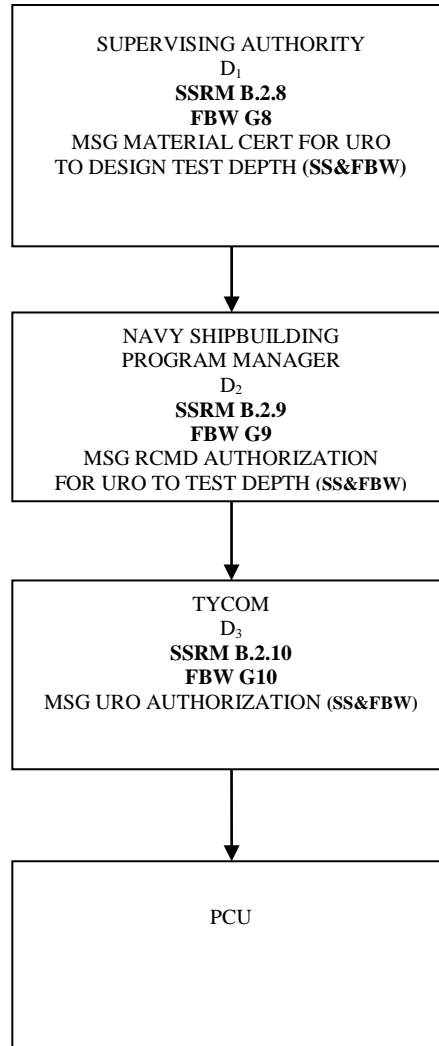 SUPERVISING AUTHORITY
D₁
SSRM B.2.8
FBW G8
MSG MATERIAL CERT FOR URO
TO DESIGN TEST DEPTH (SS&FBW)
NAVY SHIPBUILDING
PROGRAM MANAGER
D₂
SSRM B.2.9
FBW G9
MSG RCMD AUTHORIZATION
FOR URO TO TEST DEPTH (SS&FBW)
TYCOM
D₃
SSRM B.2.10
FBW G10
MSG URO AUTHORIZATION (SS&FBW)
PCU